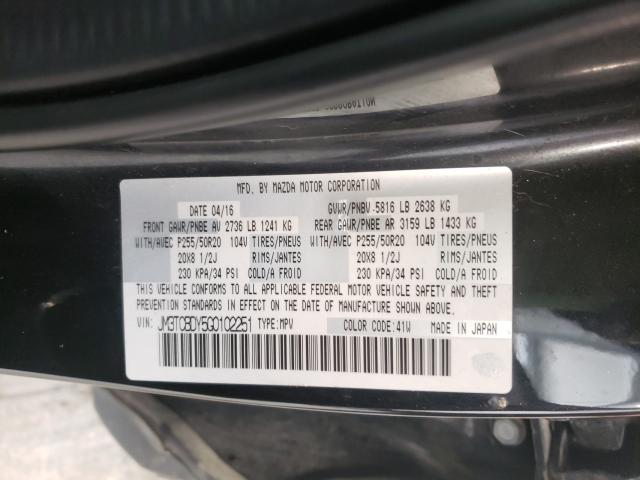 MFD. BY MAZDA MOTOR CORPORATION
DATE 04/16 GVWR/PNBV 5816 LB 2638 KG
FRONT GAWR/PNBE AV 2736 LB 1241 KG REAR GAWR/PNBE AR 3159 LB 1433 KG
WITH/AVEC P255/50R20 104V TIRES/PNEUS WITH/AVEC P255/50R20 104V TIRES/PNEUS
20X8 1/2J RIMS/JANTES 20X8 1/2J RIMS/JANTES
230 KPA/34 PSI COLD/A FROID 230 KPA/34 PSI COLD/A FROID
THIS VEHICLE CONFORMS TO ALL APPLICABLE FEDERAL MOTOR VEHICLE SAFETY AND THEFT
PREVENTION STANDARDS IN EFFECT ON THE DATE OF MANUFACTURE SHOWN ABOVE.
JM3TCBDY5G0102251 TYPE:MPV COLOR CODE:41W MADE IN JAPAN